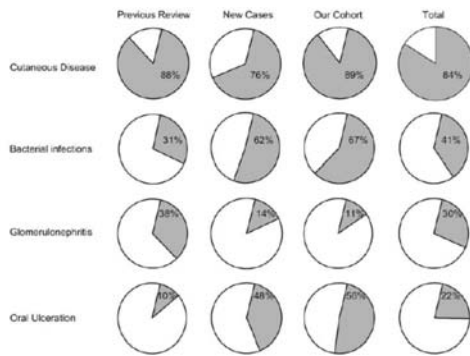 Previous Review New Cases Our Cohort Total
Cutaneous Disease 88% 76% 89% 84%
Bacterial infections 31% 62% 67% 41%
Glomerulonephritis 38% 14% 11% 30%
Oral Ulceration 10% 48% 56% 22%